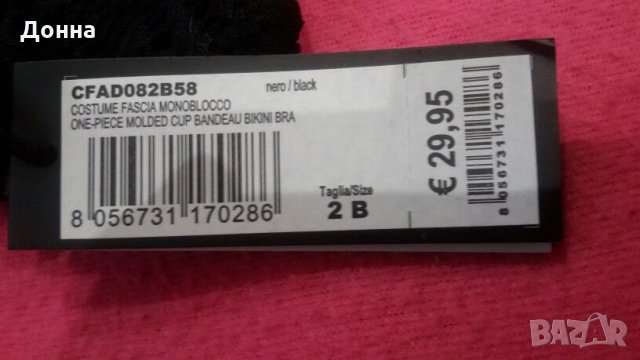 Донна
CFAD082B58 nero / black
COSTUME FASCIA MONOBLOCCO
ONE-PIECE MOLDED CUP BANDEAU BIKINI BRA
8 056731 170286
Taglia/Size
2 B
€ 29,95
8 056731 170286
BAZAR